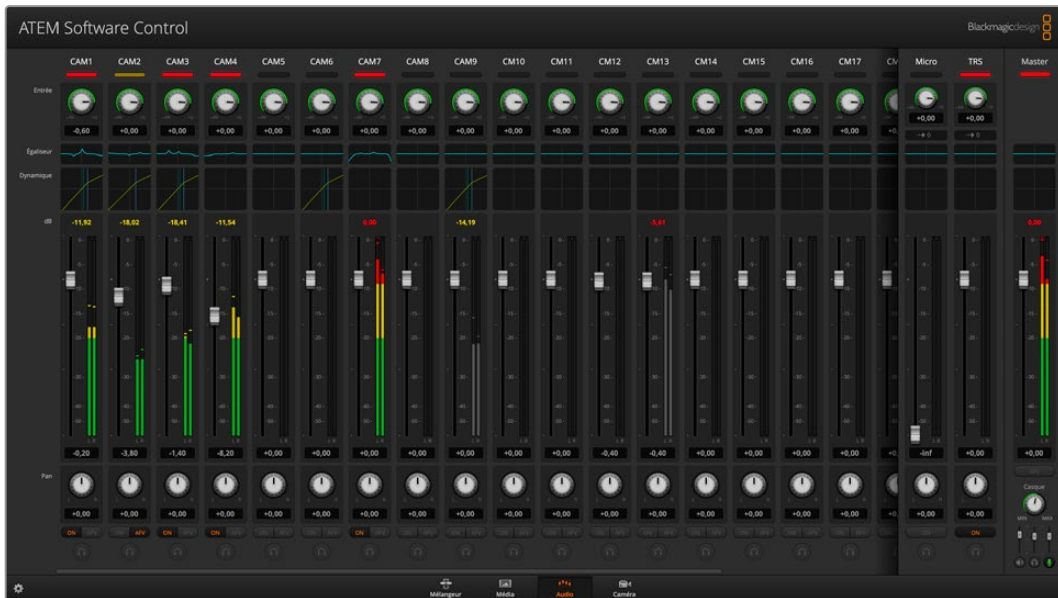 ATEM Software Control
Blackmagicdesign
CAM1 CAM2 CAM3 CAM4 CAM5 CAM6 CAM7 CAM8 CAM9 CM10 CM11 CM12 CM13 CM14 CM15 CM16 CM17 Micro TRS Master
Entrée
-0,60 +0,00 +0,00 +0,00 +0,00 +0,00 +0,00 +0,00 +0,00 +0,00 +0,00 +0,00 +0,00 +0,00 +0,00 +0,00 +0,00 +0,00 +0,00
Égaliseur
Dynamique
dB -11,92 -18,02 -18,41 -11,54 0,00 -14,19 -5,61 0,00
-0,20 -3,80 -1,40 -8,20 +0,00 +0,00 +0,00 +0,00 +0,00 +0,00 +0,00 -0,40 -0,40 +0,00 +0,00 +0,00 +0,00 -Inf +0,00 +0,00
Pan
Casque
+0,00 +0,00 +0,00 +0,00 +0,00 +0,00 +0,00 +0,00 +0,00 +0,00 +0,00 +0,00 +0,00 +0,00 +0,00 +0,00 +0,00 +0,00 +0,00
ON AFV ON AFV ON AFV ON AFV ON AFV ON
Mélangeur Média Audio Caméra